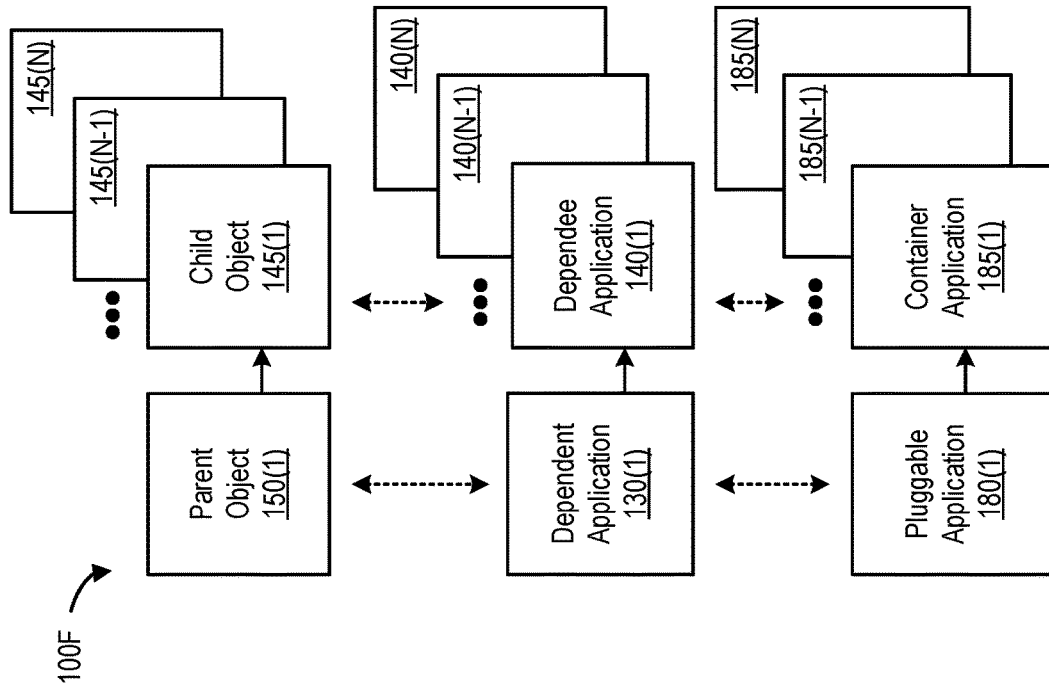 100F
Parent
Object
150(1)
Child
Object
145(1)
145(N-1)
145(N)
Dependent
Application
130(1)
Dependee
Application
140(1)
140(N-1)
140(N)
Pluggable
Application
180(1)
Container
Application
185(1)
185(N-1)
185(N)